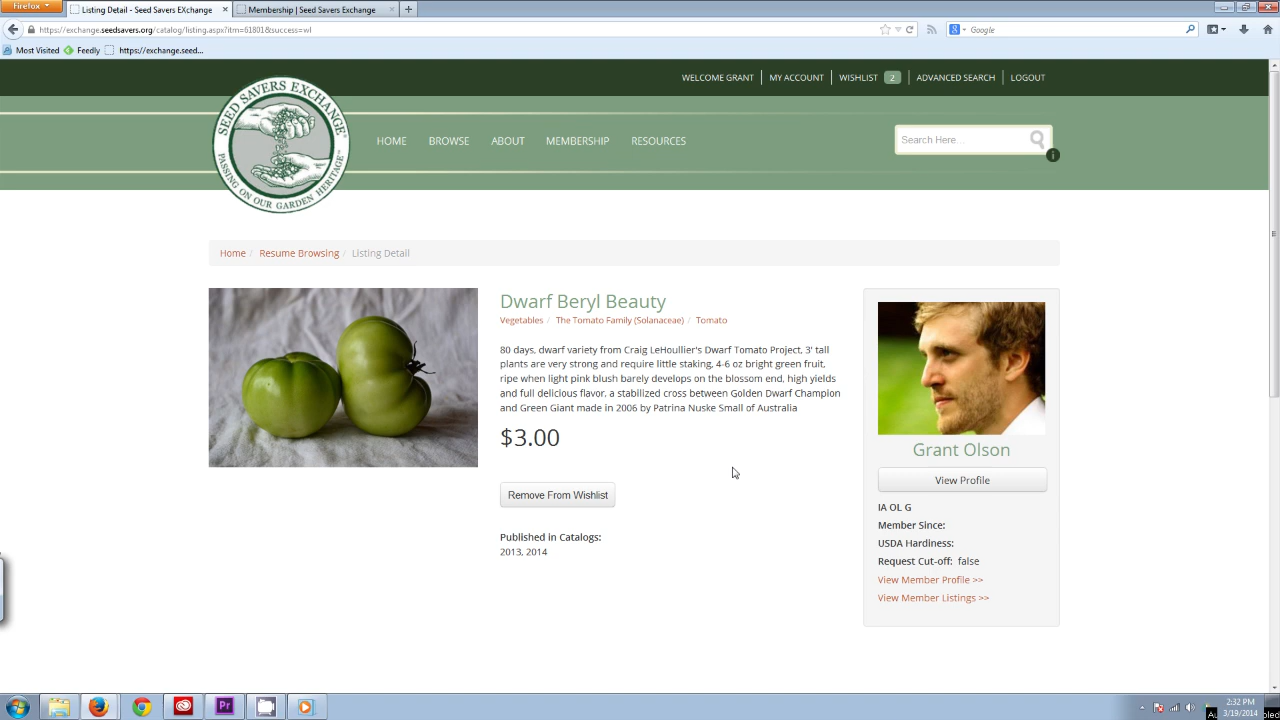 Firefox
Listing Detail - Seed Savers EXchange
Membership | Seed Savers Exchange
https://exchange.seedsavers.org/catalog/listing.aspx?itm=61801&success=wl
Google
Most Visited
Feedly
https://exchange.seed...
WELCOME GRANT
MY ACCOUNT
WISHLIST 2
ADVANCED SEARCH
LOGOUT
SEED SAVERS EXCHANGE
PASSING ON OUR GARDEN HERITAGE
HOME
BROWSE
ABOUT
MEMBERSHIP
RESOURCES
Search Here...
i
Home / Resume Browsing / Listing Detail
Dwarf Beryl Beauty
Vegetables / The Tomato Family (Solanaceae) / Tomato
80 days, dwarf variety from Craig LeHoullier's Dwarf Tomato Project, 3' tall
plants are very strong and require little staking, 4-6 oz bright green fruit,
ripe when light pink blush barely develops on the blossom end, high yields
and full delicious flavor, a stabilized cross between Golden Dwarf Champion
and Green Giant made in 2006 by Patrina Nuske Small of Australia
$3.00
Remove From Wishlist
Published in Catalogs:
2013, 2014
Grant Olson
View Profile
IA OL G
Member Since:
USDA Hardiness:
Request Cut-off: false
View Member Profile >>
View Member Listings >>
Pr
2:32 PM
3/19/2014